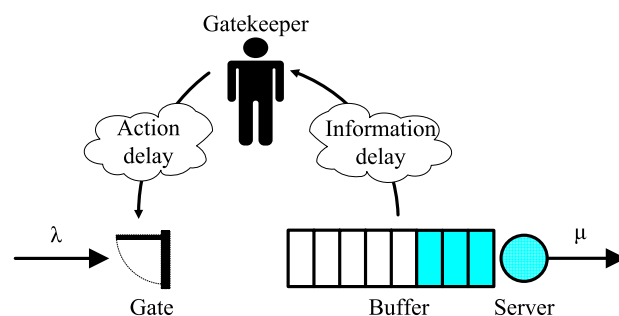 Gatekeeper
Action
delay
Information
delay
λ
μ
Gate
Buffer
Server